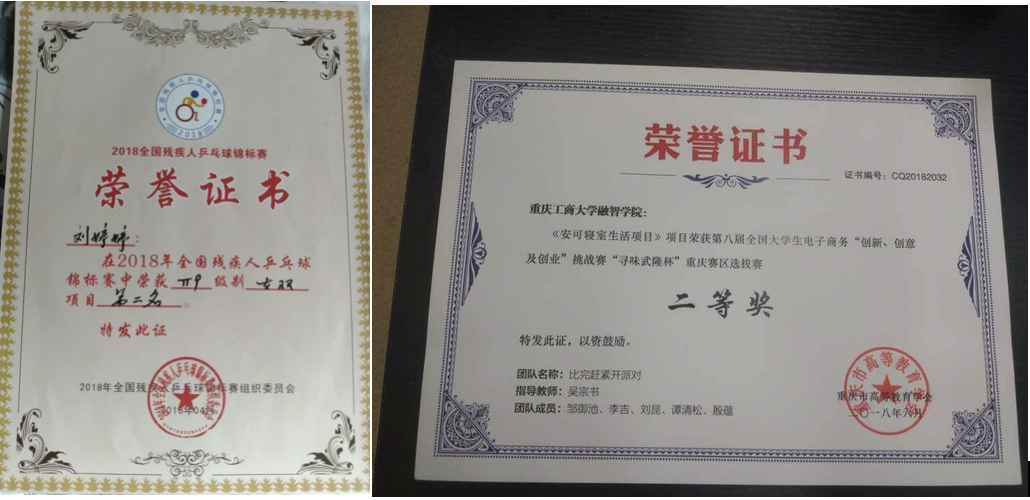 2018
2018全国残疾人乒乓球锦标赛
荣誉证书
刘婷婷：
在2018年全国残疾人乒乓球
锦标赛中荣获 TT9 级别 女双
项目 第二名 。
特发此证
2018年全国残疾人乒乓球锦标赛组织委员会
荣誉证书
证书编号：CQ20182032
重庆工商大学融智学院：
《安可寝室生活项目》项目荣获第八届全国大学生电子商务“创新、创意
及创业”挑战赛“寻味武隆杯”重庆赛区选拔赛
二等奖
特发此证，以资鼓励。
团队名称：比完赶紧开派对
指导教师：吴宗书
团队成员：邹御池、李吉、刘昆、谭清松、殷蕴
重庆市高等教育学会
二〇一八年六月